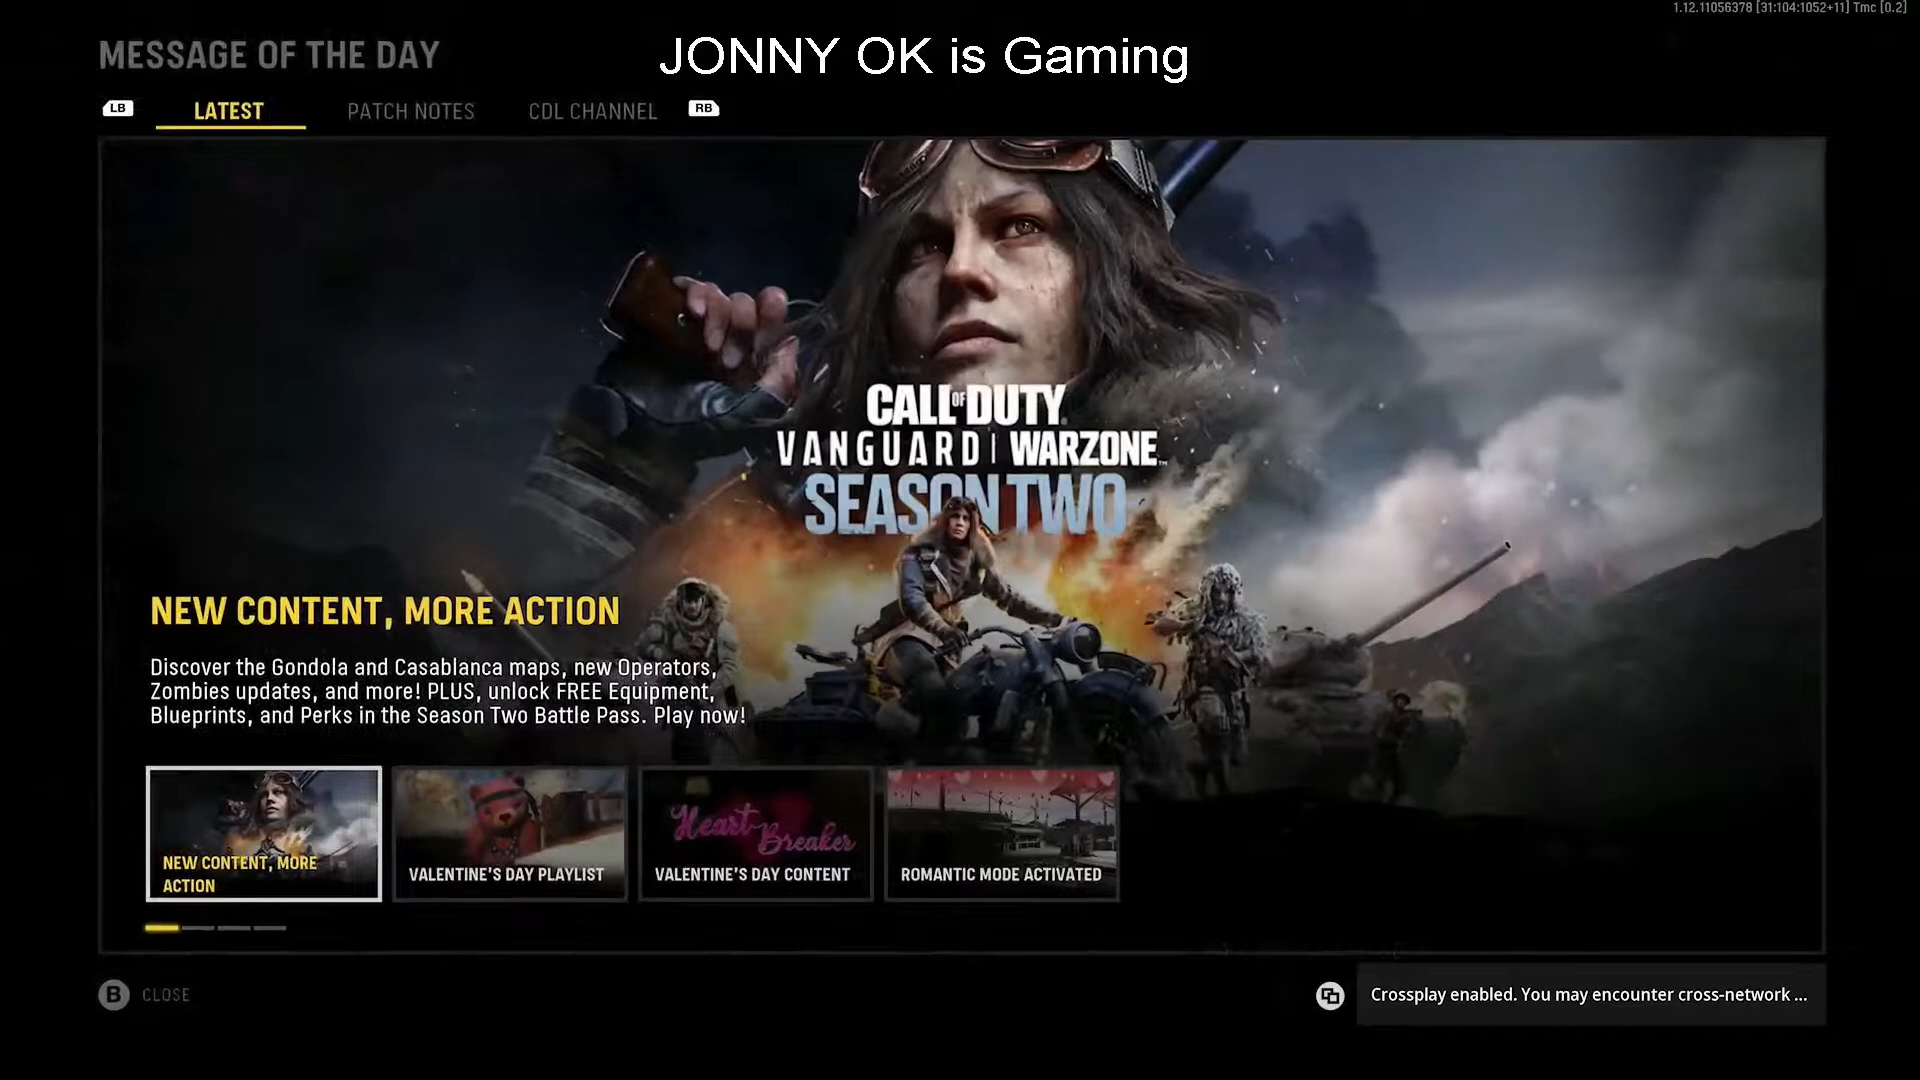 1.12.11056378 [31:104:1052+11] Tmc [0.2]
MESSAGE OF THE DAY
JONNY OK is Gaming
LB LATEST PATCH NOTES CDL CHANNEL RB
CALL OF DUTY
VANGUARD | WARZONE™
SEASON TWO
NEW CONTENT, MORE ACTION
Discover the Gondola and Casablanca maps, new Operators,
Zombies updates, and more! PLUS, unlock FREE Equipment,
Blueprints, and Perks in the Season Two Battle Pass. Play now!
NEW CONTENT, MORE
ACTION
VALENTINE'S DAY PLAYLIST
Heart
Breaker
VALENTINE'S DAY CONTENT
ROMANTIC MODE ACTIVATED
B CLOSE
Crossplay enabled. You may encounter cross-network ...